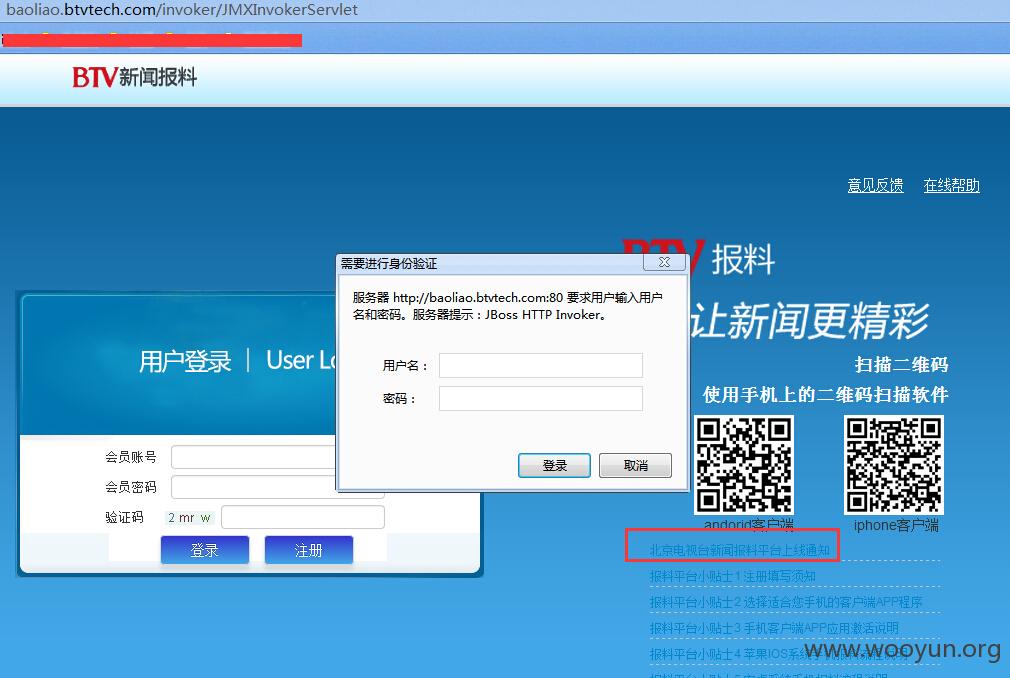 baoliao.btvtech.com/invoker/JMXInvokerServlet
BTV新闻报料
意见反馈 在线帮助
BTV 报料
让新闻更精彩
扫描二维码
使用手机上的二维码扫描软件
需要进行身份验证
服务器 http://baoliao.btvtech.com:80 要求用户输入用户
名和密码。服务器提示：JBoss HTTP Invoker。
用户名：
密码：
登录 取消
用户登录 | User Lo
会员账号
会员密码
验证码 2 mr w
登录 注册
andorid客户端 iphone客户端
北京电视台新闻报料平台上线通知
报料平台小贴士1 注册填写须知
报料平台小贴士2 选择适合您手机的客户端APP程序
报料平台小贴士3 手机客户端APP应用激活说明
报料平台小贴士4 苹果IOS系统手机报料流程说明
www.wooyun.org